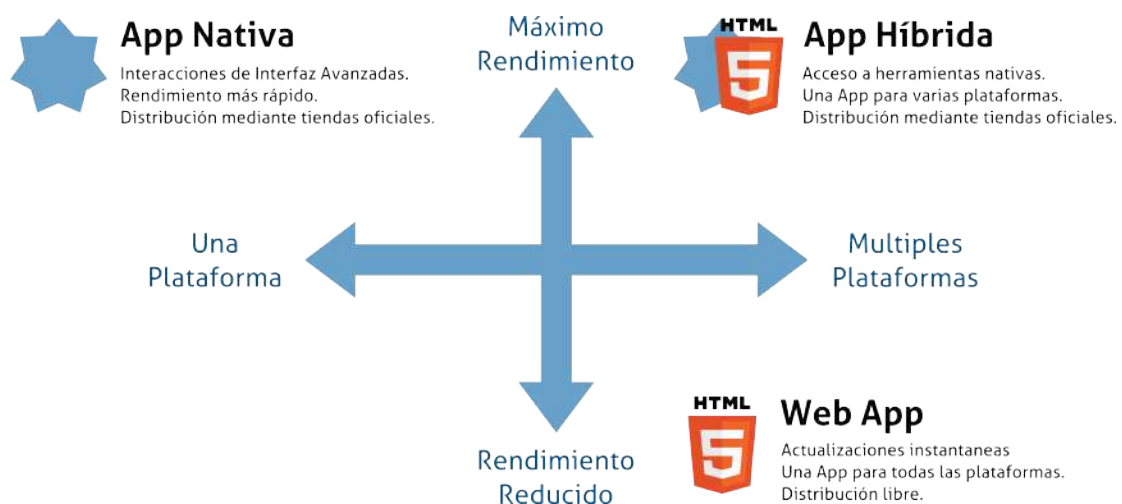 App Nativa
Interacciones de Interfaz Avanzadas.
Rendimiento más rápido.
Distribución mediante tiendas oficiales.
Máximo
Rendimiento
HTML
5
App Híbrida
Acceso a herramientas nativas.
Una App para varias plataformas.
Distribución mediante tiendas oficiales.
Una
Plataforma
Multiples
Plataformas
Rendimiento
Reducido
HTML
5
Web App
Actualizaciones instantaneas
Una App para todas las plataformas.
Distribución libre.